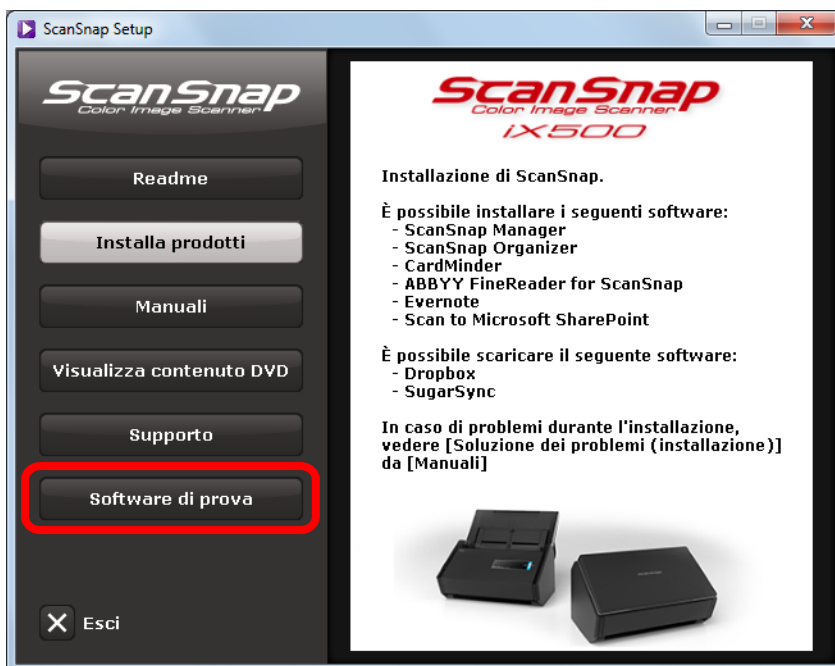 ScanSnap Setup
ScanSnap
Color Image Scanner
Readme
Installa prodotti
Manuali
Visualizza contenuto DVD
Supporto
Software di prova
Esci
ScanSnap
Color Image Scanner
iX500
Installazione di ScanSnap.
È possibile installare i seguenti software:
- ScanSnap Manager
- ScanSnap Organizer
- CardMinder
- ABBYY FineReader for ScanSnap
- Evernote
- Scan to Microsoft SharePoint
È possibile scaricare il seguente software:
- Dropbox
- SugarSync
In caso di problemi durante l'installazione,
vedere [Soluzione dei problemi (installazione)]
da [Manuali]